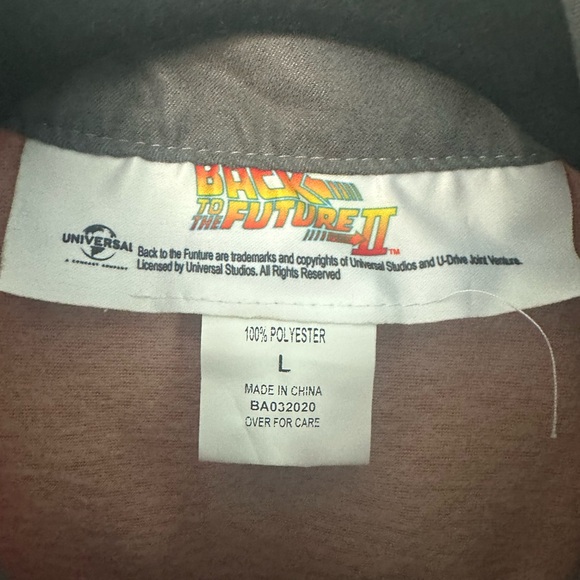 BACK
TO
THE FUTURE II ™
UNIVERSAL
A COMCAST COMPANY
Back to the Funture are trademarks and copyrights of Universal Studios and U-Drive Joint Venture.
Licensed by Universal Studios. All Rights Reserved
100% POLYESTER
L
MADE IN CHINA
BA032020
OVER FOR CARE